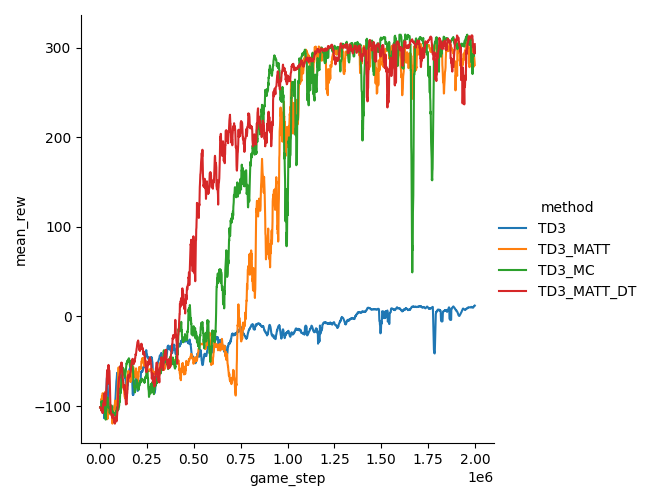 300
200
100
0
−100
mean_rew
0.00 0.25 0.50 0.75 1.00 1.25 1.50 1.75 2.00
1e6
game_step
method
TD3
TD3_MATT
TD3_MC
TD3_MATT_DT